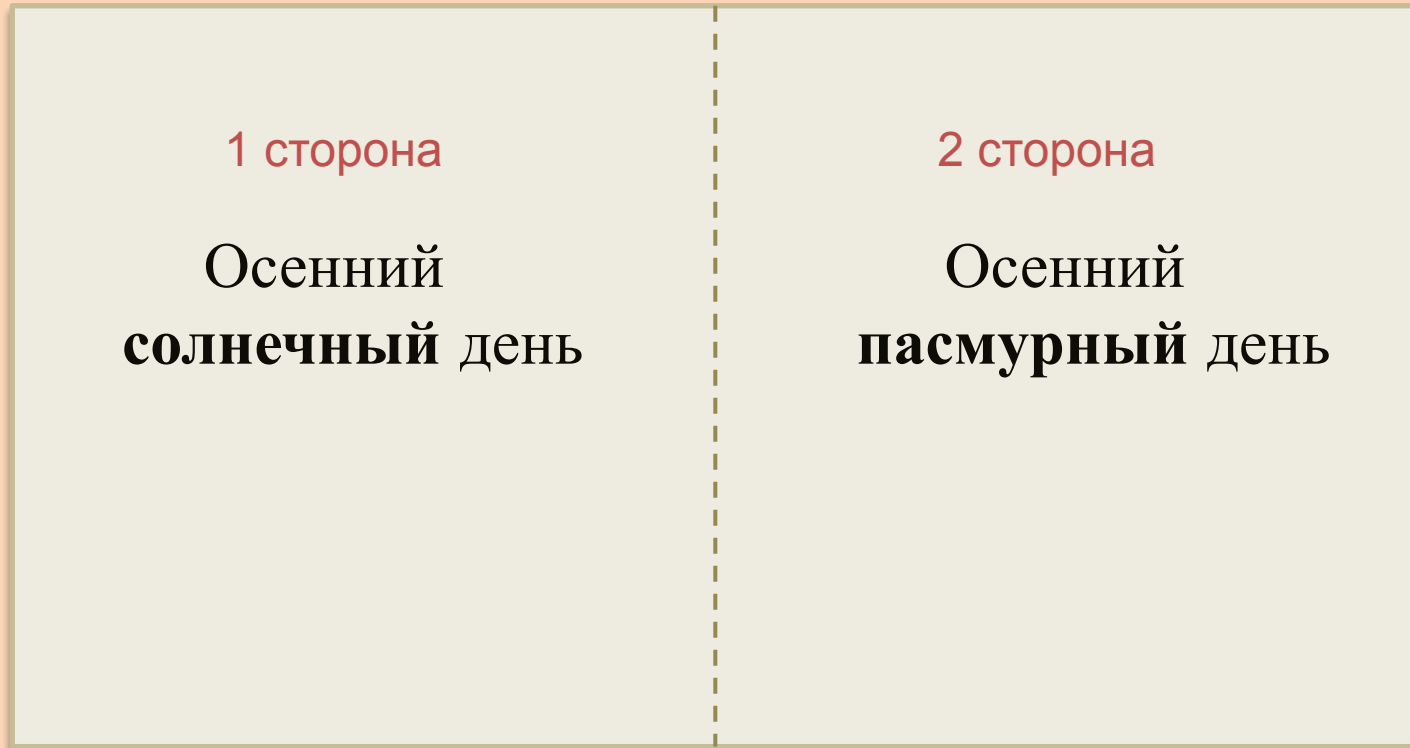 1 сторона
Осенний
солнечный день
2 сторона
Осенний
пасмурный день